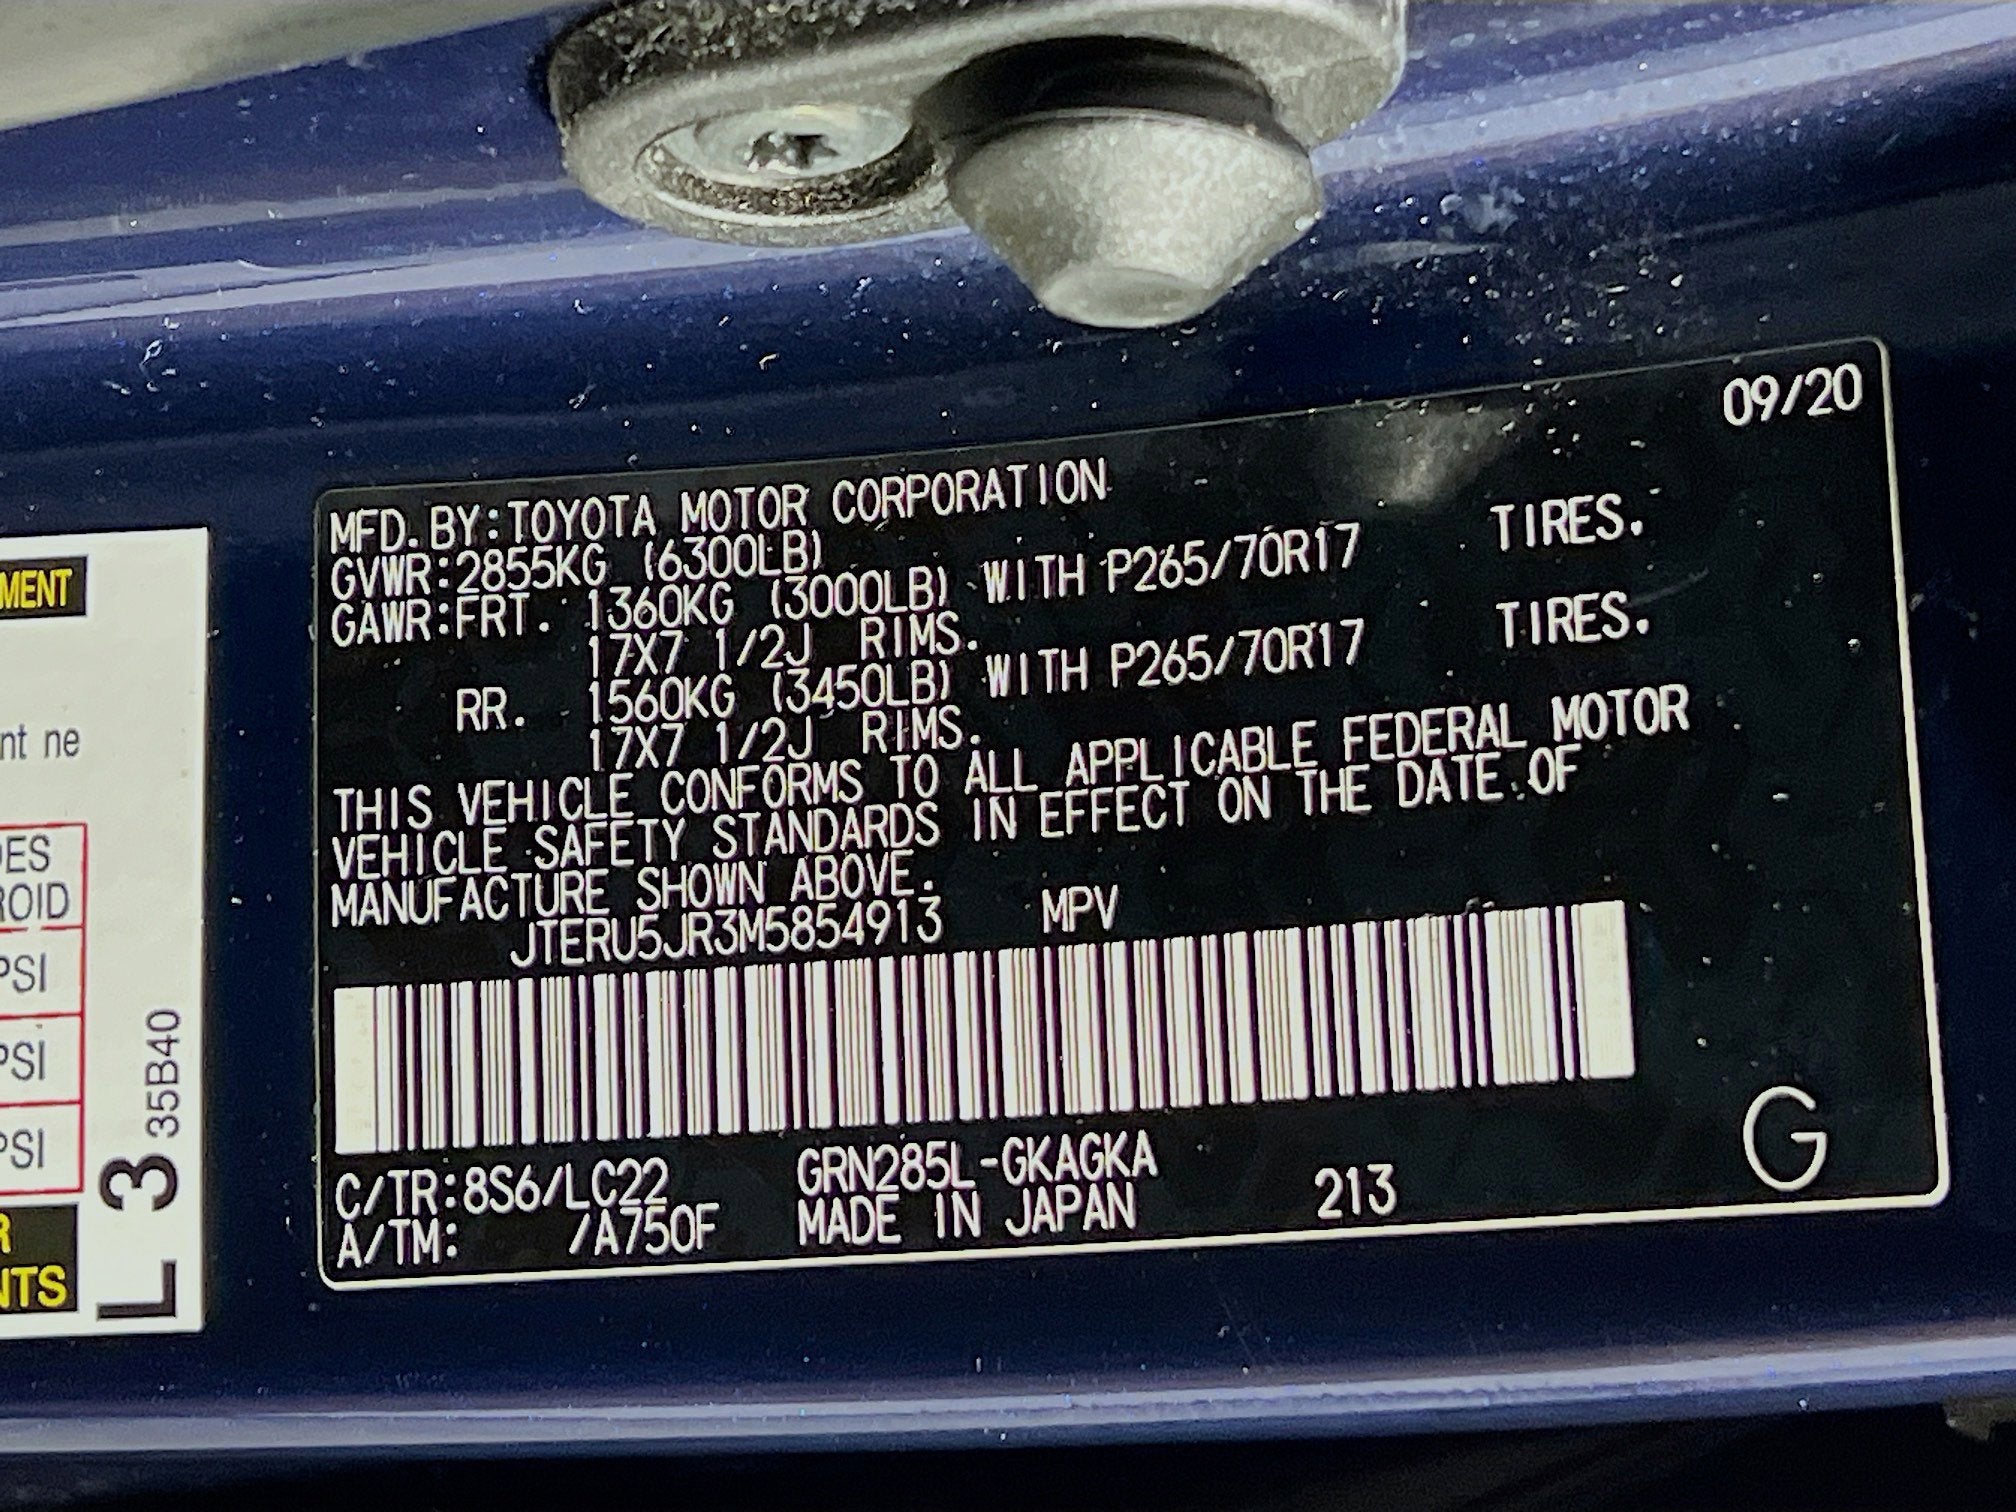 09/20
MFD. BY:TOYOTA MOTOR CORPORATION
GVWR:2855KG (6300LB)
GAWR:FRT. 1360KG (3000LB) WITH P265/70R17 TIRES.
17X7 1/2J RIMS.
RR. 1560KG (3450LB) WITH P265/70R17 TIRES.
17X7 1/2J RIMS.
THIS VEHICLE CONFORMS TO ALL APPLICABLE FEDERAL MOTOR
VEHICLE SAFETY STANDARDS IN EFFECT ON THE DATE OF
MANUFACTURE SHOWN ABOVE.
JTERU5JR3M5854913 MPV
C/TR:8S6/LC22 GRN285L-GKAGKA
A/TM: /A750F MADE IN JAPAN 213
G
MENT
nt ne
ES
ROID
PSI
PSI
PSI
R
NTS
L 3 35B40